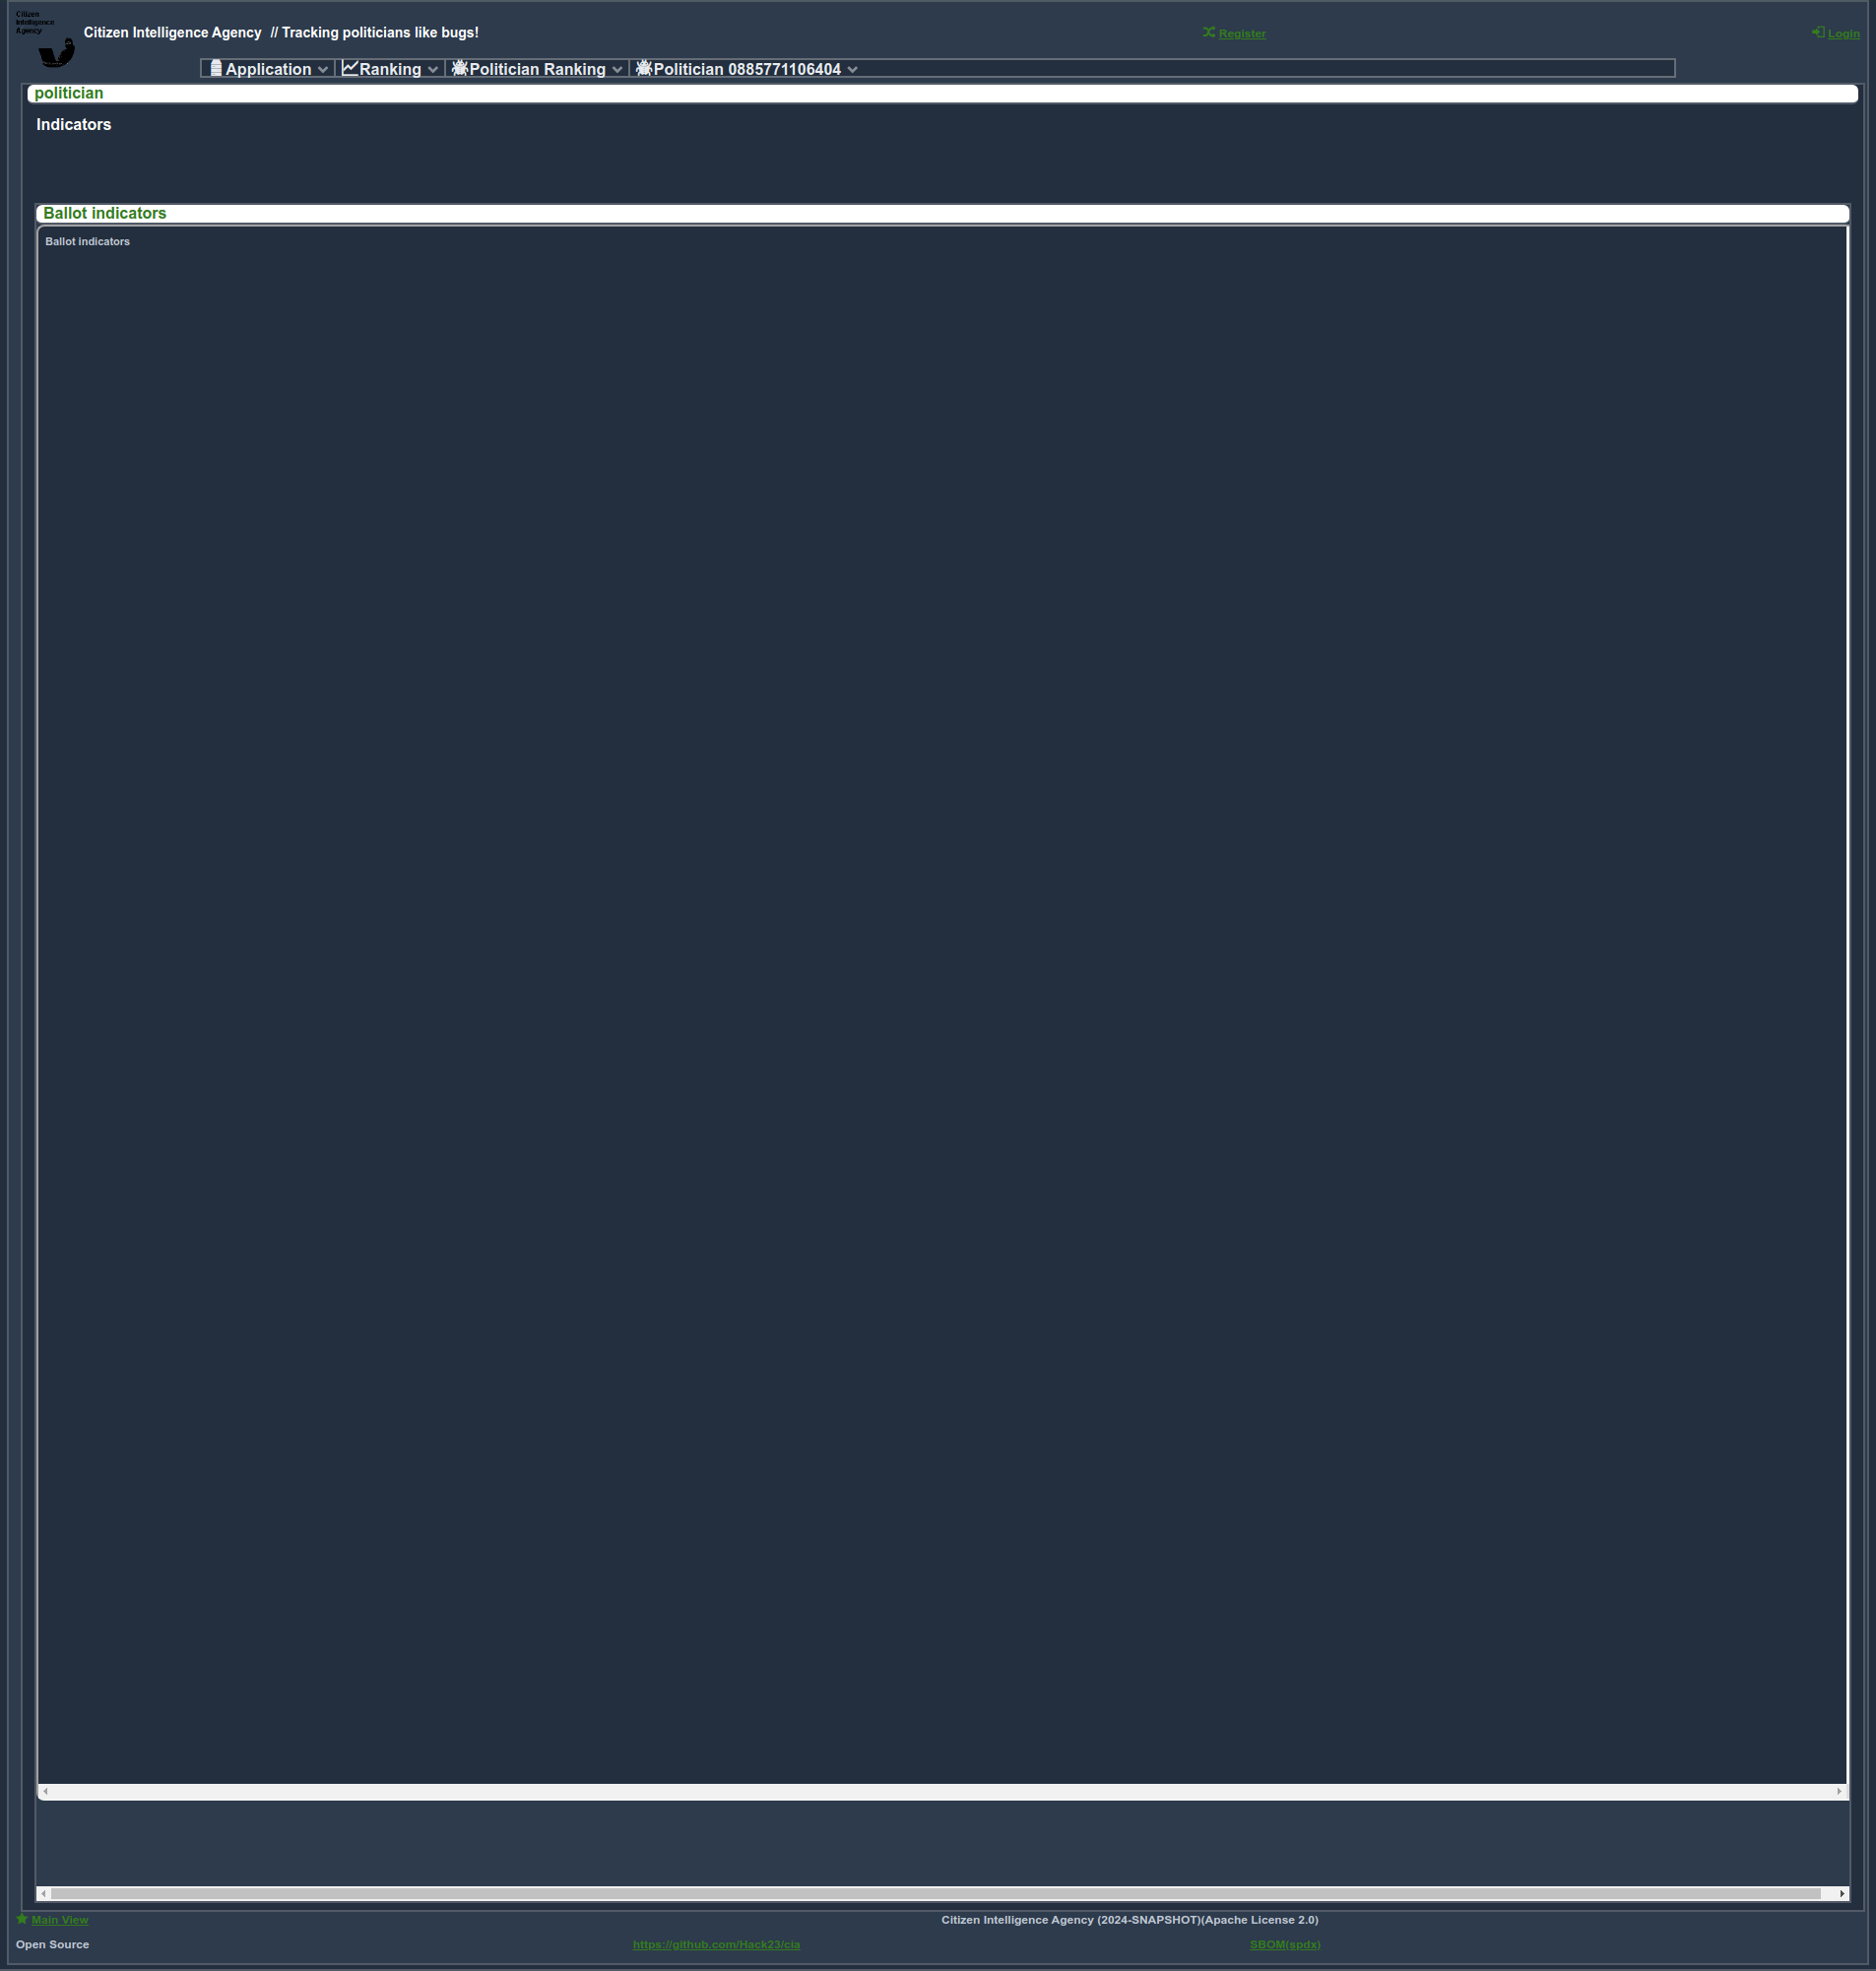 Citizen
Intelligence
Agency
Citizen Intelligence Agency // Tracking politicians like bugs!
Register
Login
Application
Ranking
Politician Ranking
Politician 0885771106404
politician
Indicators
Ballot indicators
Ballot indicators
Main View
Citizen Intelligence Agency (2024-SNAPSHOT)(Apache License 2.0)
Open Source
https://github.com/Hack23/cia
SBOM(spdx)